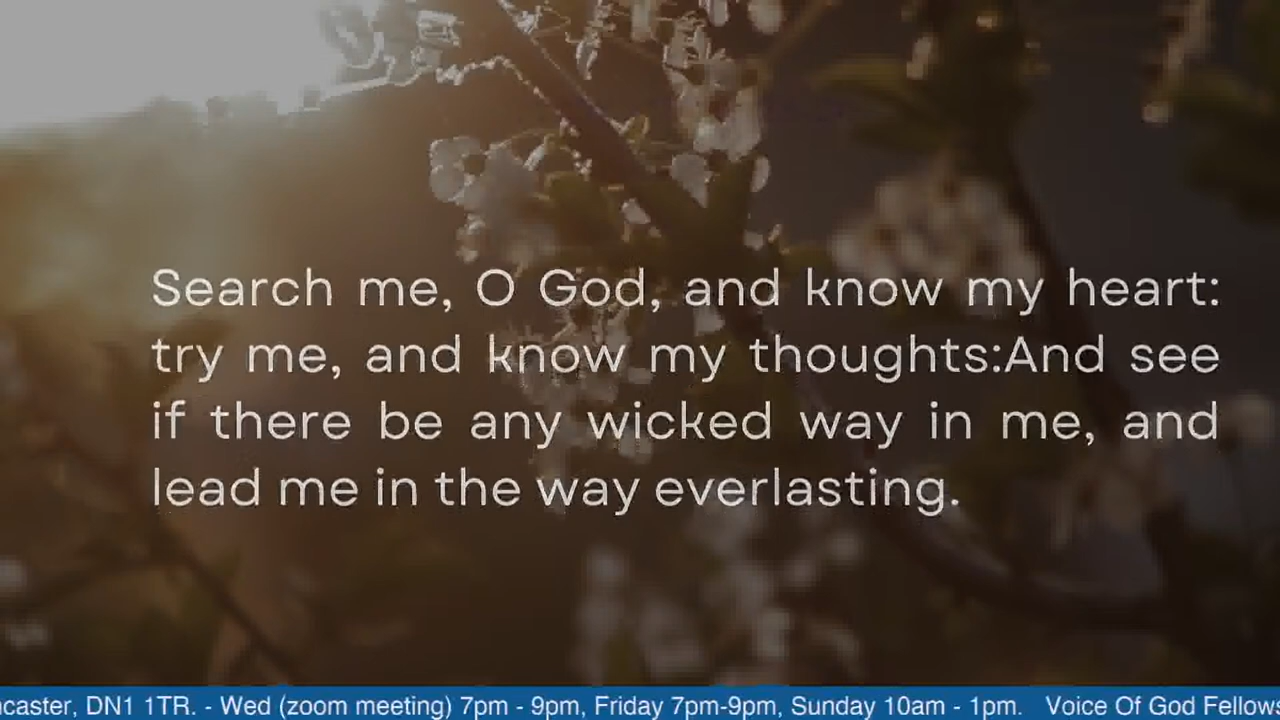 Search me, O God, and know my heart:
try me, and know my thoughts:And see
if there be any wicked way in me, and
lead me in the way everlasting.
DN1 1TR. - Wed (zoom meeting) 7pm - 9pm, Friday 7pm-9pm, Sunday 10am - 1pm. Voice Of God